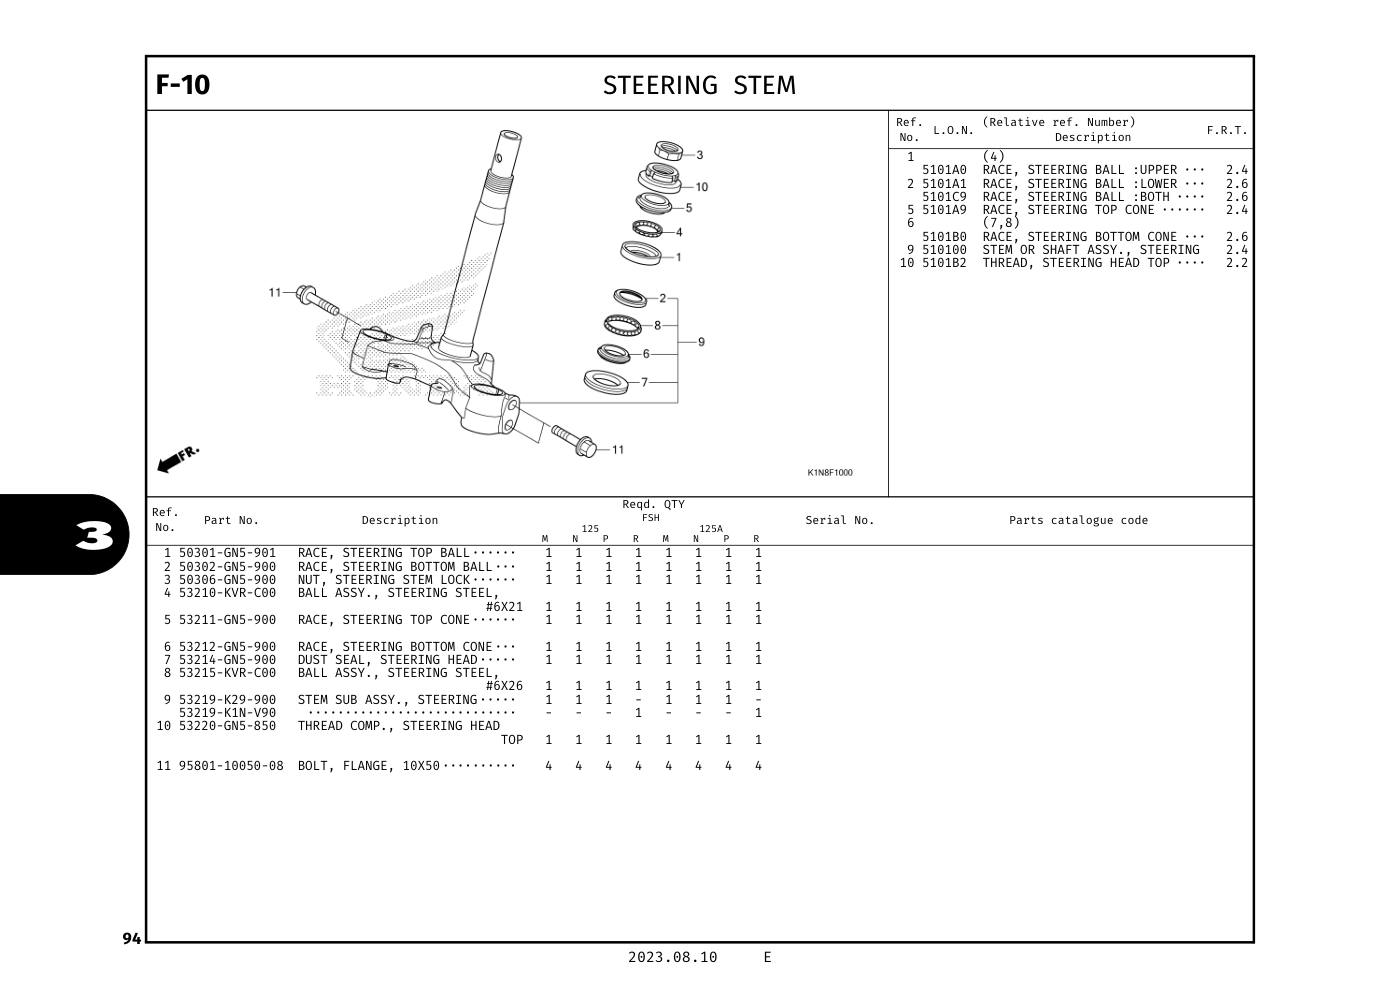 F-10
STEERING STEM
3
10
5
4
1
11
2
8
9
6
7
11
HONDA
FR.
K1N8F1000
Ref. No. L.O.N. (Relative ref. Number) Description F.R.T.
1 (4)
5101A0 RACE, STEERING BALL :UPPER ··· 2.4
2 5101A1 RACE, STEERING BALL :LOWER ··· 2.6
5101C9 RACE, STEERING BALL :BOTH ···· 2.6
5 5101A9 RACE, STEERING TOP CONE ······ 2.4
6 (7,8)
5101B0 RACE, STEERING BOTTOM CONE ··· 2.6
9 510100 STEM OR SHAFT ASSY., STEERING 2.4
10 5101B2 THREAD, STEERING HEAD TOP ···· 2.2
3
Reqd. QTY
Ref. No. Part No. Description FSH Serial No. Parts catalogue code
125 125A
M N P R M N P R
1 50301-GN5-901 RACE, STEERING TOP BALL ······ 1 1 1 1 1 1 1 1
2 50302-GN5-900 RACE, STEERING BOTTOM BALL ··· 1 1 1 1 1 1 1 1
3 50306-GN5-900 NUT, STEERING STEM LOCK ······ 1 1 1 1 1 1 1 1
4 53210-KVR-C00 BALL ASSY., STEERING STEEL,
#6X21 1 1 1 1 1 1 1 1
5 53211-GN5-900 RACE, STEERING TOP CONE ······ 1 1 1 1 1 1 1 1
6 53212-GN5-900 RACE, STEERING BOTTOM CONE ··· 1 1 1 1 1 1 1 1
7 53214-GN5-900 DUST SEAL, STEERING HEAD ····· 1 1 1 1 1 1 1 1
8 53215-KVR-C00 BALL ASSY., STEERING STEEL,
#6X26 1 1 1 1 1 1 1 1
9 53219-K29-900 STEM SUB ASSY., STEERING ····· 1 1 1 - 1 1 1 -
53219-K1N-V90 ···························· - - - 1 - - - 1
10 53220-GN5-850 THREAD COMP., STEERING HEAD
TOP 1 1 1 1 1 1 1 1
11 95801-10050-08 BOLT, FLANGE, 10X50 ·········· 4 4 4 4 4 4 4 4
94
2023.08.10 E